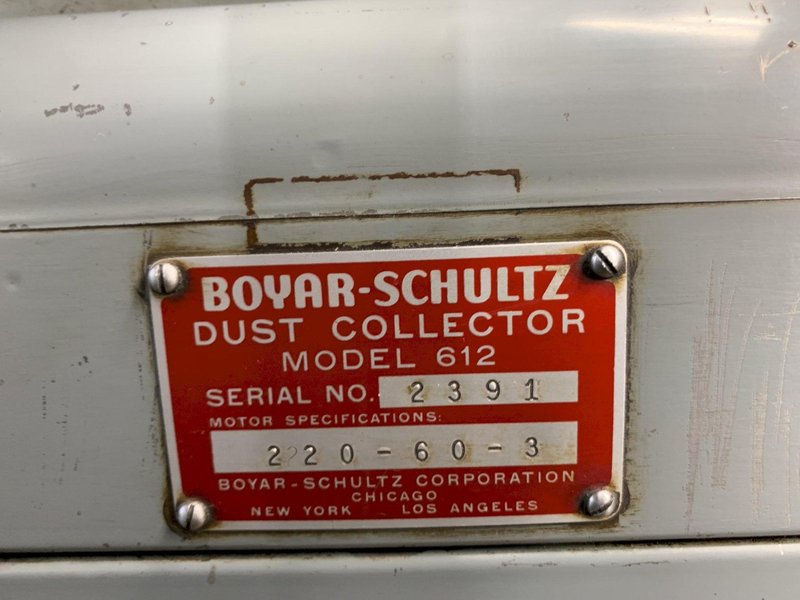 BOYAR-SCHULTZ
DUST COLLECTOR
MODEL 612
SERIAL NO. 2391
MOTOR SPECIFICATIONS:
220-60-3
BOYAR-SCHULTZ CORPORATION
CHICAGO
NEW YORK LOS ANGELES